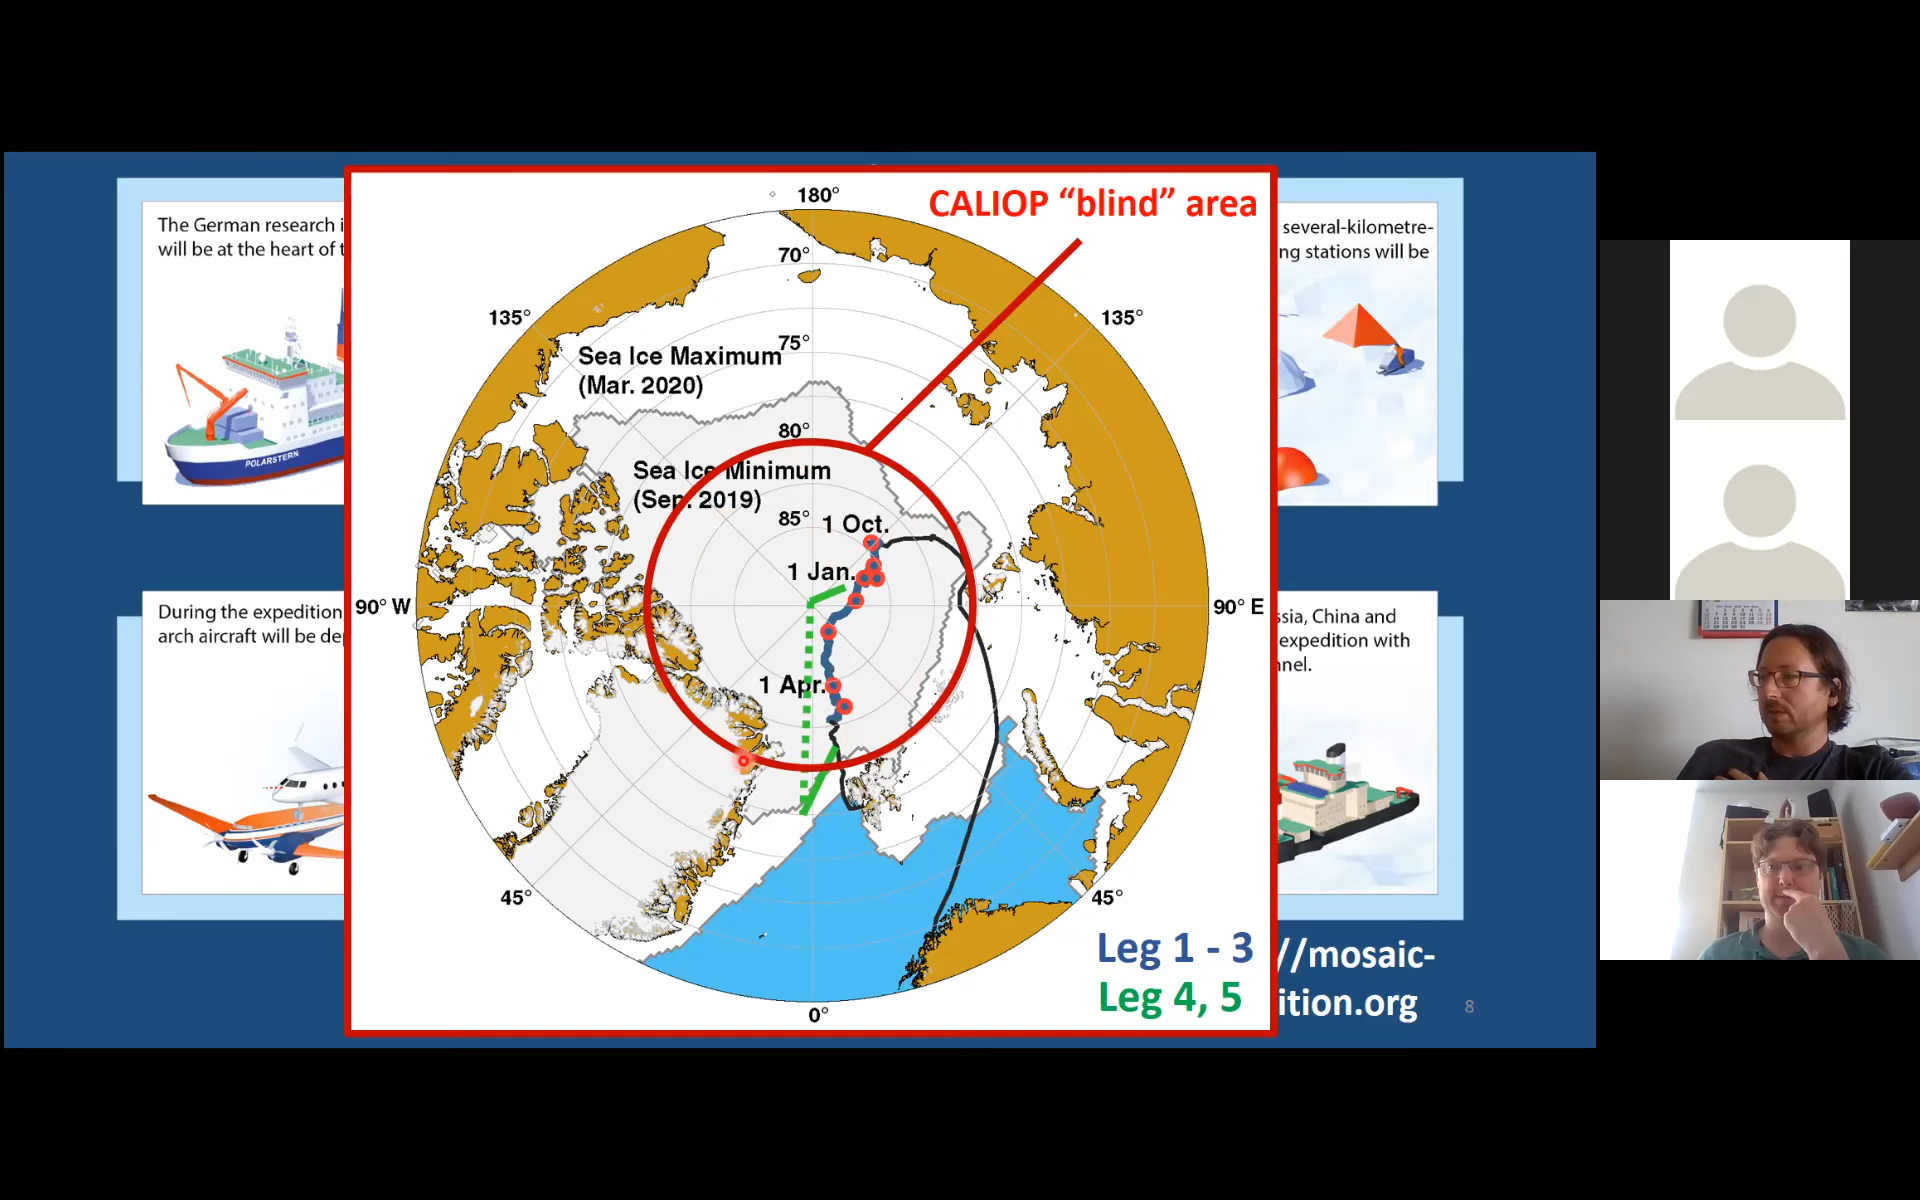 The German research i
will be at the heart of t
POLARSTERN
During the expedition
arch aircraft will be de
CALIOP “blind” area
180°
70°
135°
135°
75°
Sea Ice Maximum
(Mar. 2020)
80°
Sea Ice Minimum
(Sep. 2019)
85°
1 Oct.
1 Jan.
90° W
90° E
1 Apr.
45°
45°
0°
Leg 1 - 3
Leg 4, 5
several-kilometre-
ng stations will be
ssia, China and
expedition with
nnel.
//mosaic-
ition.org
8